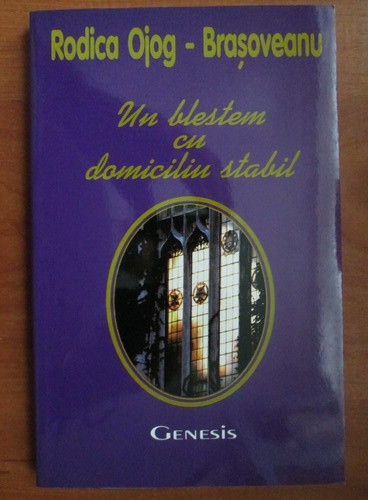 Rodica Ojog - Brașoveanu
Un blestem
cu
domiciliu stabil
GENESIS